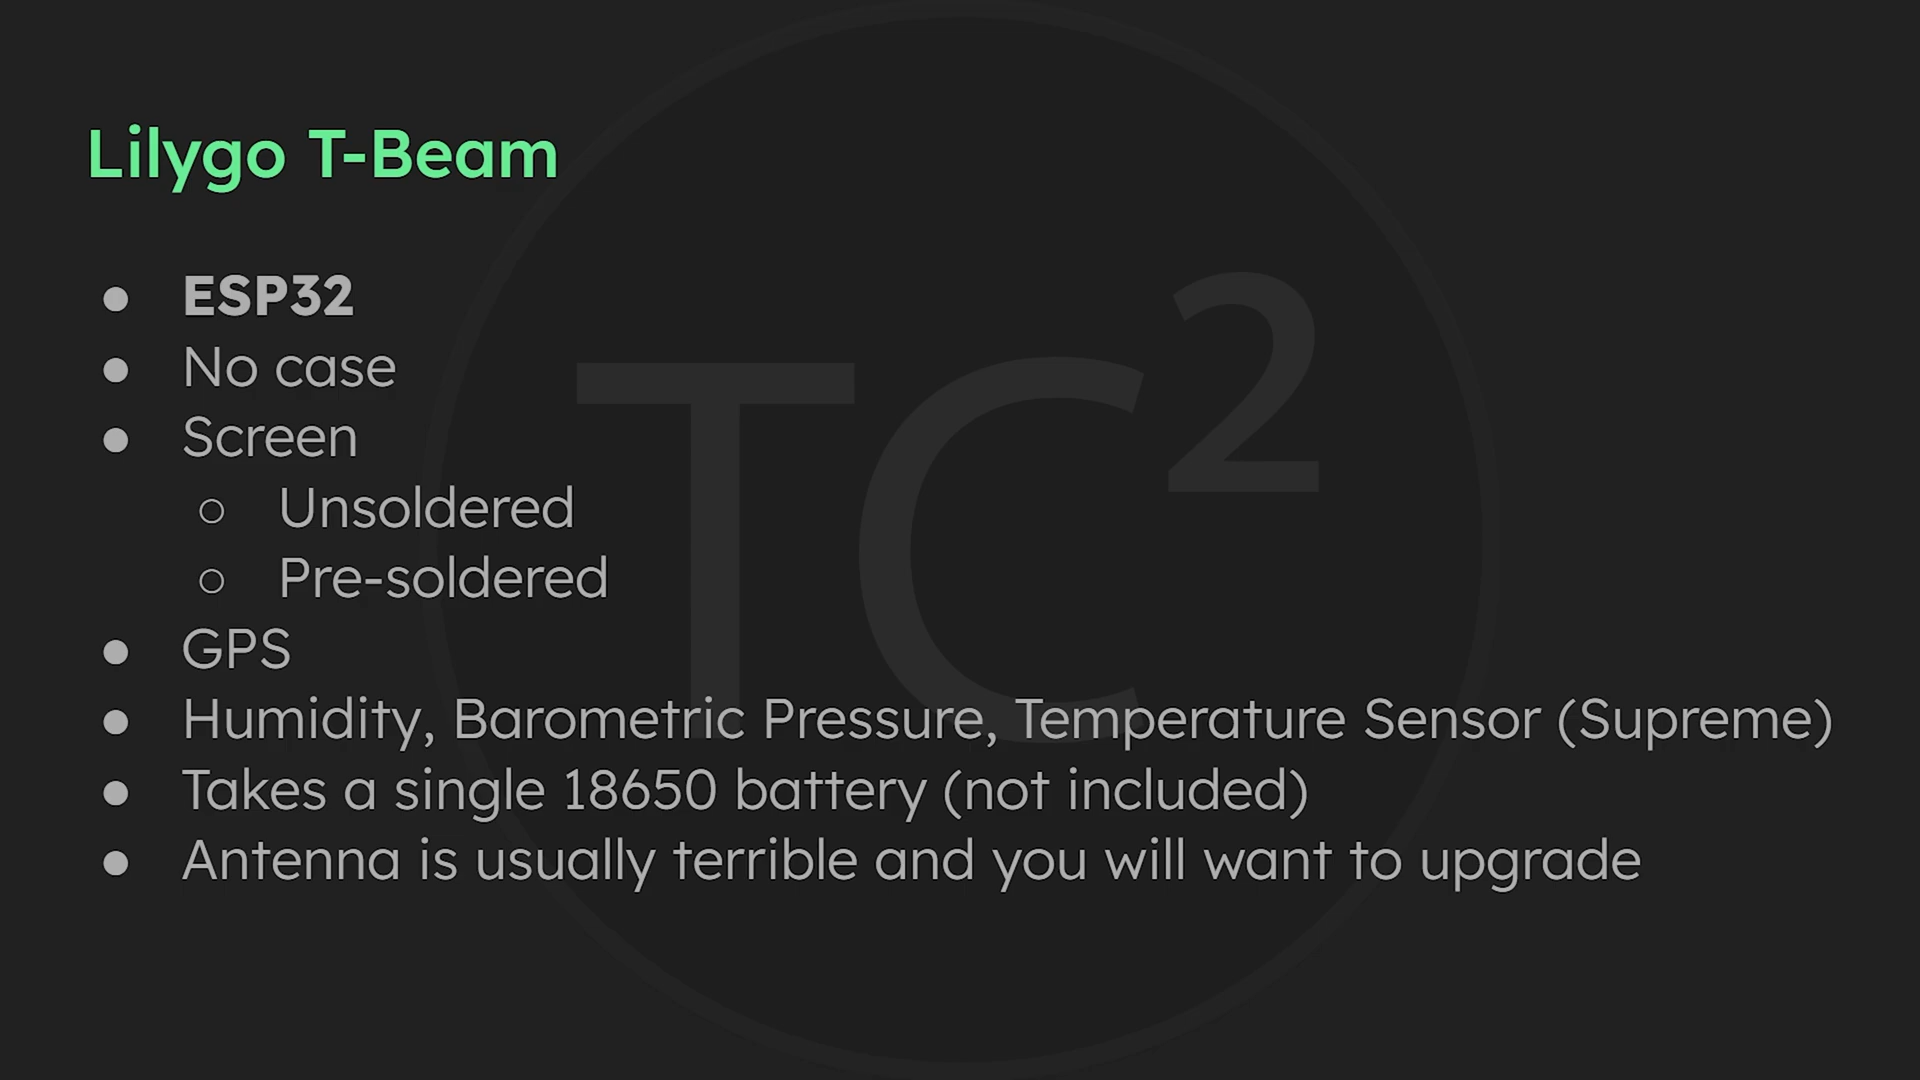 Lilygo T-Beam
● ESP32
● No case
● Screen
○ Unsoldered
○ Pre-soldered
● GPS
● Humidity, Barometric Pressure, Temperature Sensor (Supreme)
● Takes a single 18650 battery (not included)
● Antenna is usually terrible and you will want to upgrade
TC²